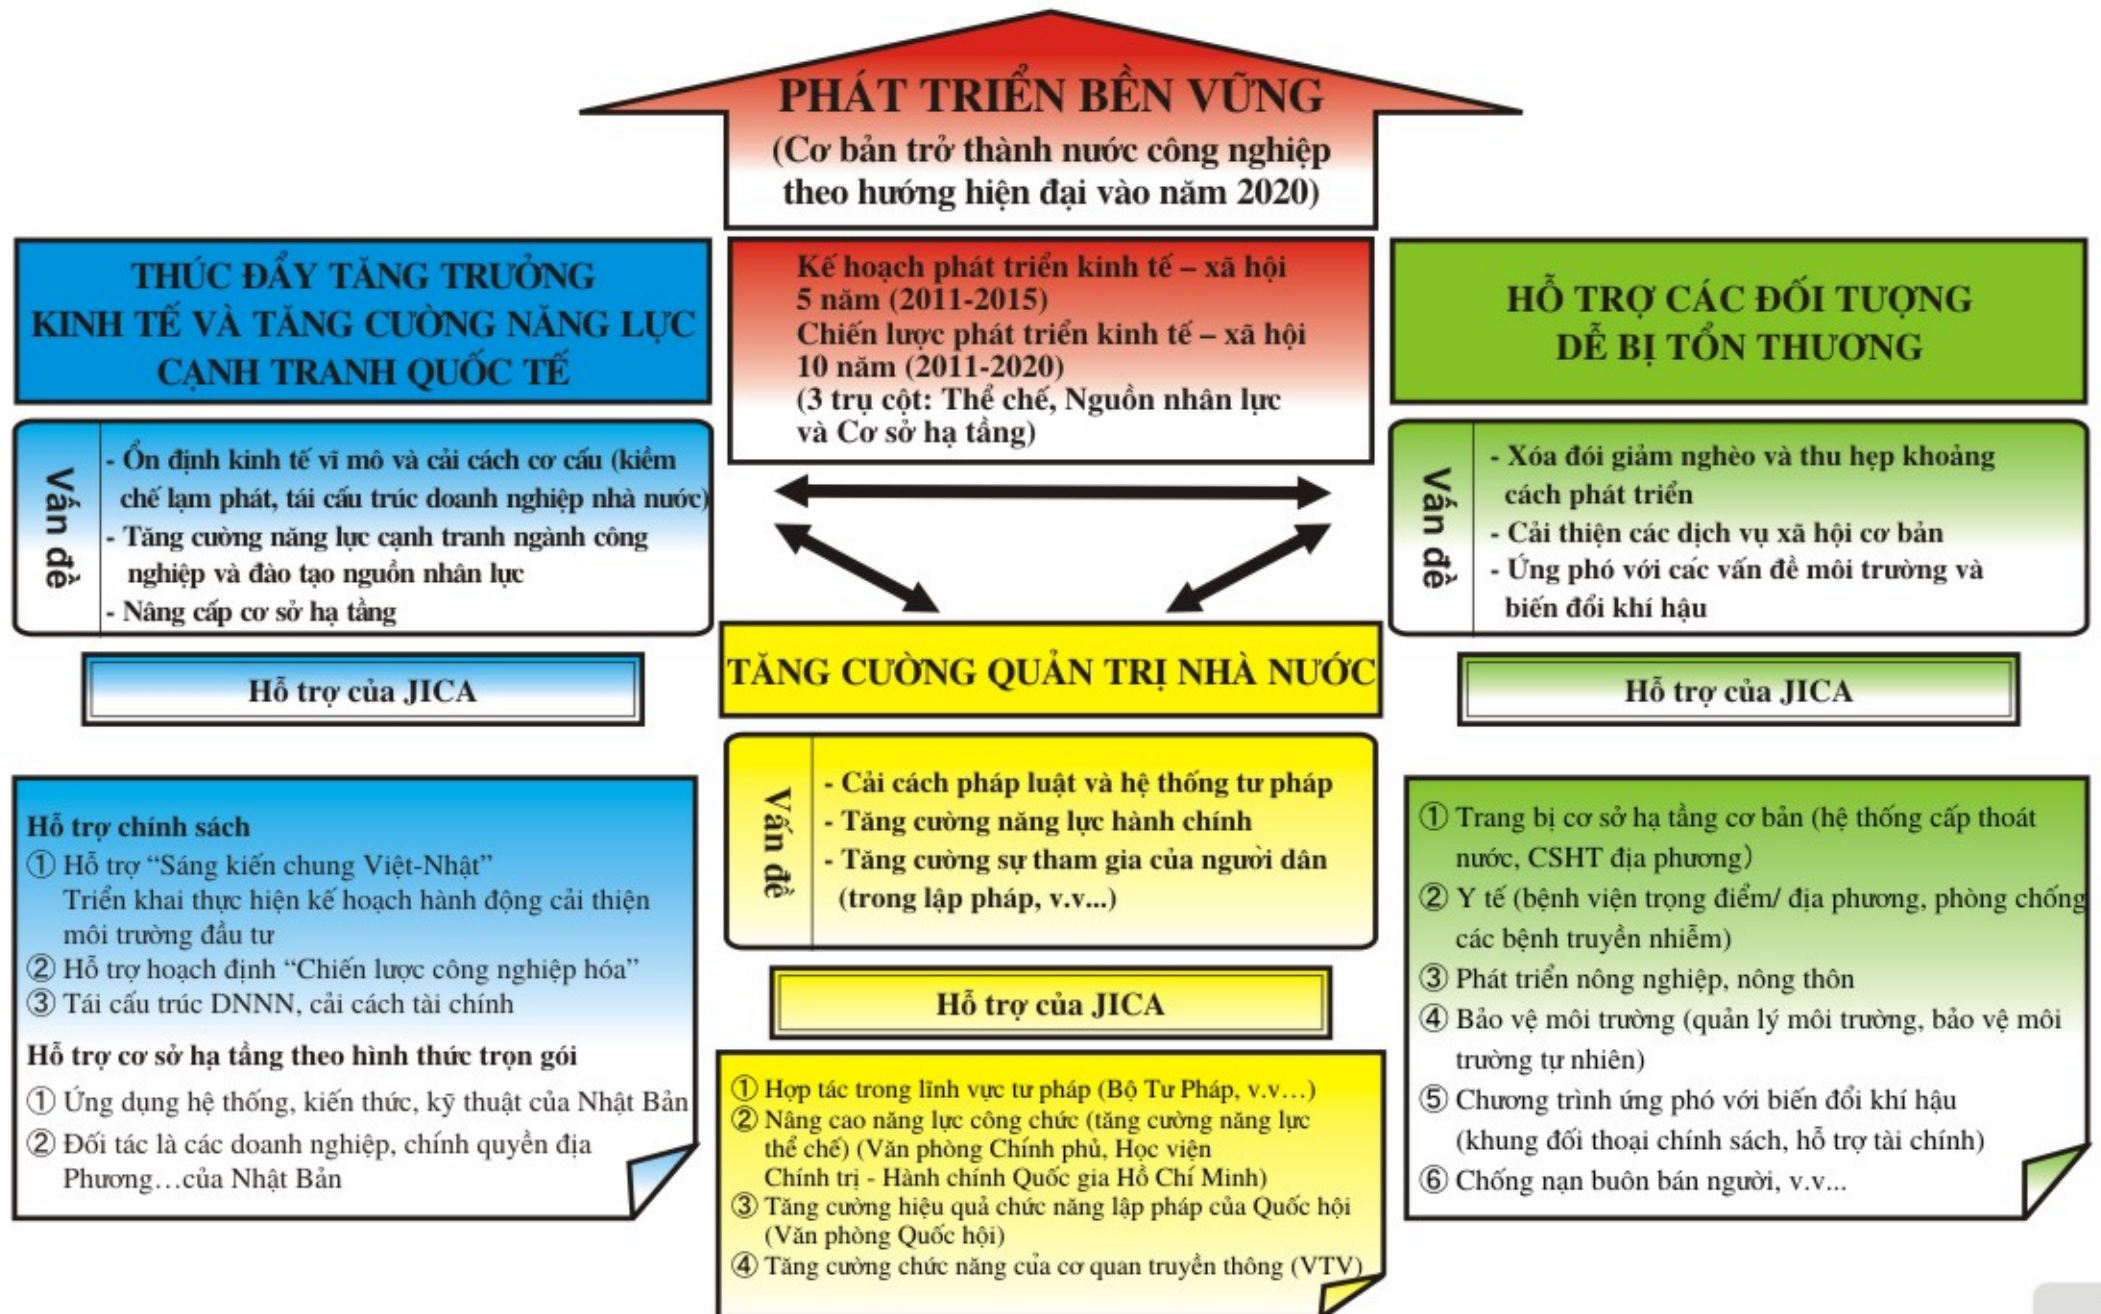 PHÁT TRIỂN BỀN VỮNG
(Cơ bản trở thành nước công nghiệp
theo hướng hiện đại vào năm 2020)
THÚC ĐẨY TĂNG TRƯỞNG
KINH TẾ VÀ TĂNG CƯỜNG NĂNG LỰC
CẠNH TRANH QUỐC TẾ
Vấn đề
- Ổn định kinh tế vĩ mô và cải cách cơ cấu (kiềm
chế lạm phát, tái cấu trúc doanh nghiệp nhà nước)
- Tăng cường năng lực cạnh tranh ngành công
nghiệp và đào tạo nguồn nhân lực
- Nâng cấp cơ sở hạ tầng
Hỗ trợ của JICA
Hỗ trợ chính sách
① Hỗ trợ “Sáng kiến chung Việt-Nhật”
Triển khai thực hiện kế hoạch hành động cải thiện
môi trường đầu tư
② Hỗ trợ hoạch định “Chiến lược công nghiệp hóa”
③ Tái cấu trúc DNNN, cải cách tài chính
Hỗ trợ cơ sở hạ tầng theo hình thức trọn gói
① Ứng dụng hệ thống, kiến thức, kỹ thuật của Nhật Bản
② Đối tác là các doanh nghiệp, chính quyền địa
Phương…của Nhật Bản
Kế hoạch phát triển kinh tế – xã hội
5 năm (2011-2015)
Chiến lược phát triển kinh tế – xã hội
10 năm (2011-2020)
(3 trụ cột: Thể chế, Nguồn nhân lực
và Cơ sở hạ tầng)
TĂNG CƯỜNG QUẢN TRỊ NHÀ NƯỚC
Vấn đề
- Cải cách pháp luật và hệ thống tư pháp
- Tăng cường năng lực hành chính
- Tăng cường sự tham gia của người dân
(trong lập pháp, v.v...)
Hỗ trợ của JICA
① Hợp tác trong lĩnh vực tư pháp (Bộ Tư Pháp, v.v…)
② Nâng cao năng lực công chức (tăng cường năng lực
thể chế) (Văn phòng Chính phủ, Học viện
Chính trị - Hành chính Quốc gia Hồ Chí Minh)
③ Tăng cường hiệu quả chức năng lập pháp của Quốc hội
(Văn phòng Quốc hội)
④ Tăng cường chức năng của cơ quan truyền thông (VTV)
HỖ TRỢ CÁC ĐỐI TƯỢNG
DỄ BỊ TỔN THƯƠNG
Vấn đề
- Xóa đói giảm nghèo và thu hẹp khoảng
cách phát triển
- Cải thiện các dịch vụ xã hội cơ bản
- Ứng phó với các vấn đề môi trường và
biến đổi khí hậu
Hỗ trợ của JICA
① Trang bị cơ sở hạ tầng cơ bản (hệ thống cấp thoát
nước, CSHT địa phương)
② Y tế (bệnh viện trọng điểm/ địa phương, phòng chống
các bệnh truyền nhiễm)
③ Phát triển nông nghiệp, nông thôn
④ Bảo vệ môi trường (quản lý môi trường, bảo vệ môi
trường tự nhiên)
⑤ Chương trình ứng phó với biến đổi khí hậu
(khung đối thoại chính sách, hỗ trợ tài chính)
⑥ Chống nạn buôn bán người, v.v...